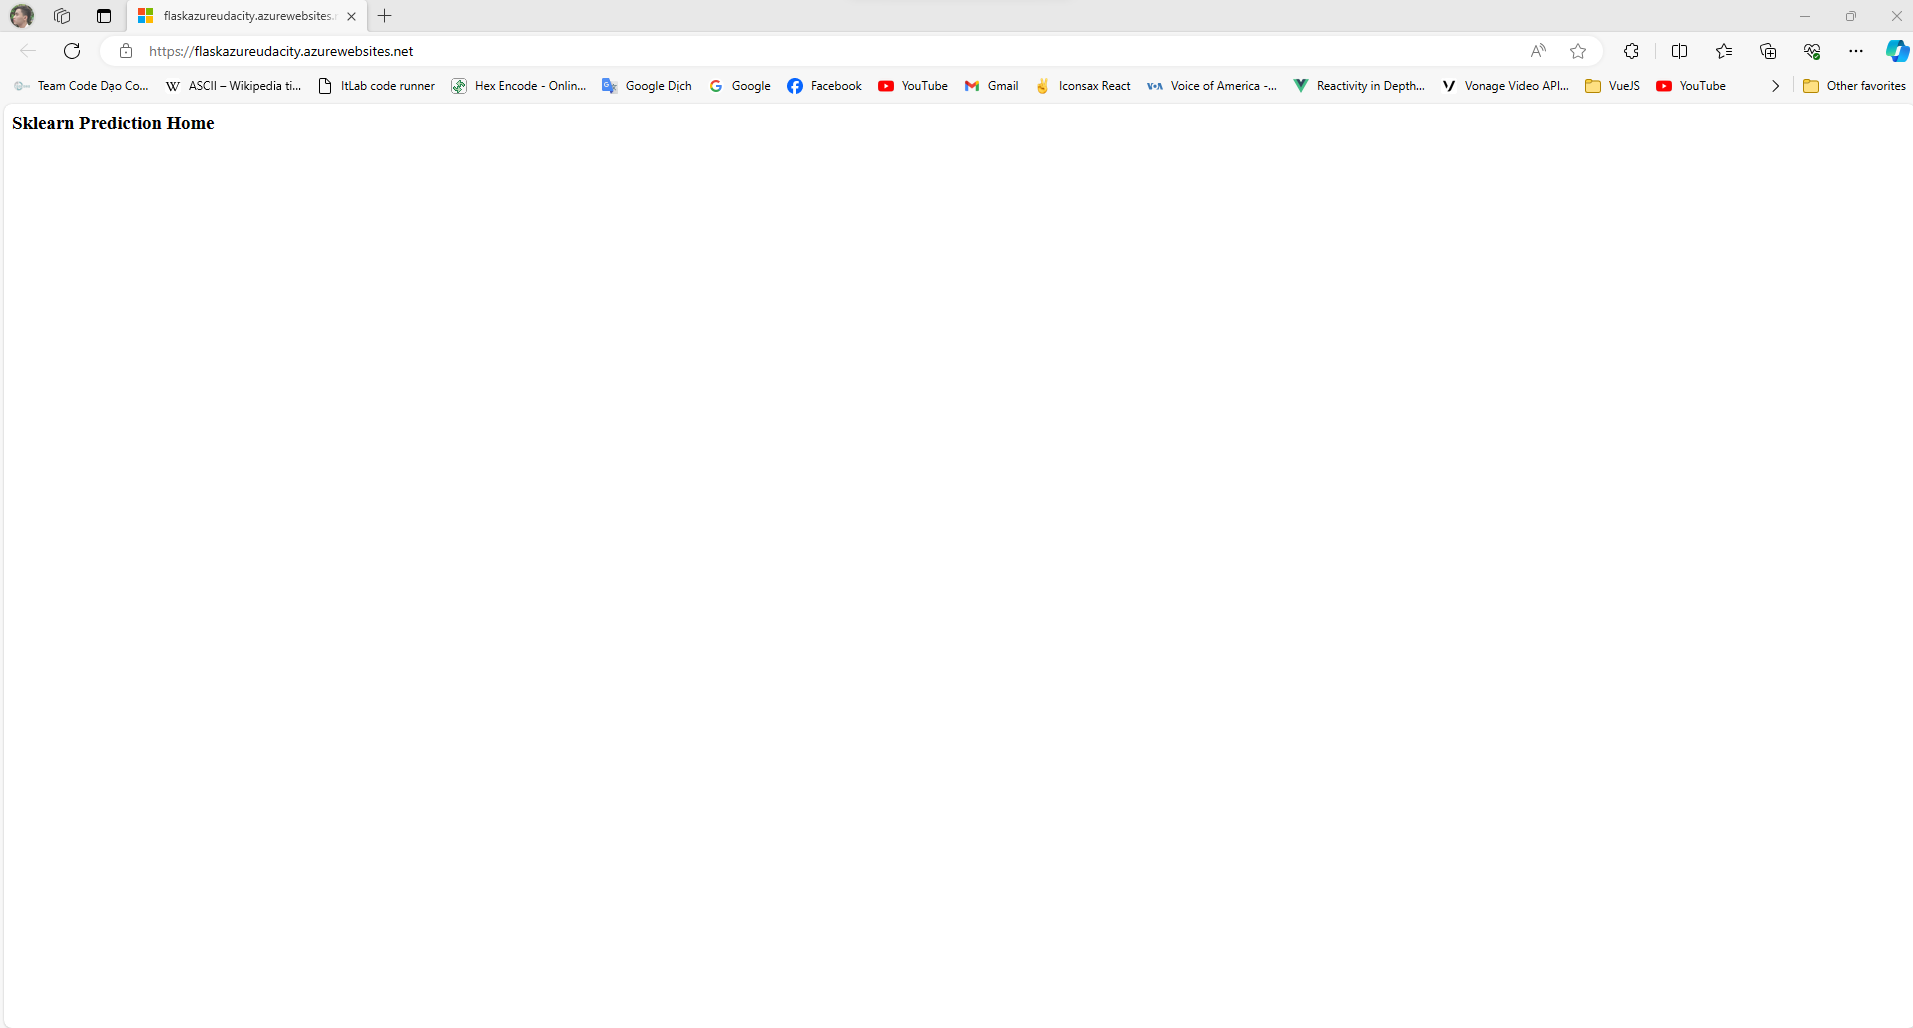 flaskazureudacity.azurewebsites.
https://flaskazureudacity.azurewebsites.net
Team Code Dạo Co... ASCII – Wikipedia ti... ItLab code runner Hex Encode - Onlin... Google Dịch Google Facebook YouTube Gmail Iconsax React Voice of America -... Reactivity in Depth... Vonage Video API... VueJS YouTube Other favorites
Sklearn Prediction Home